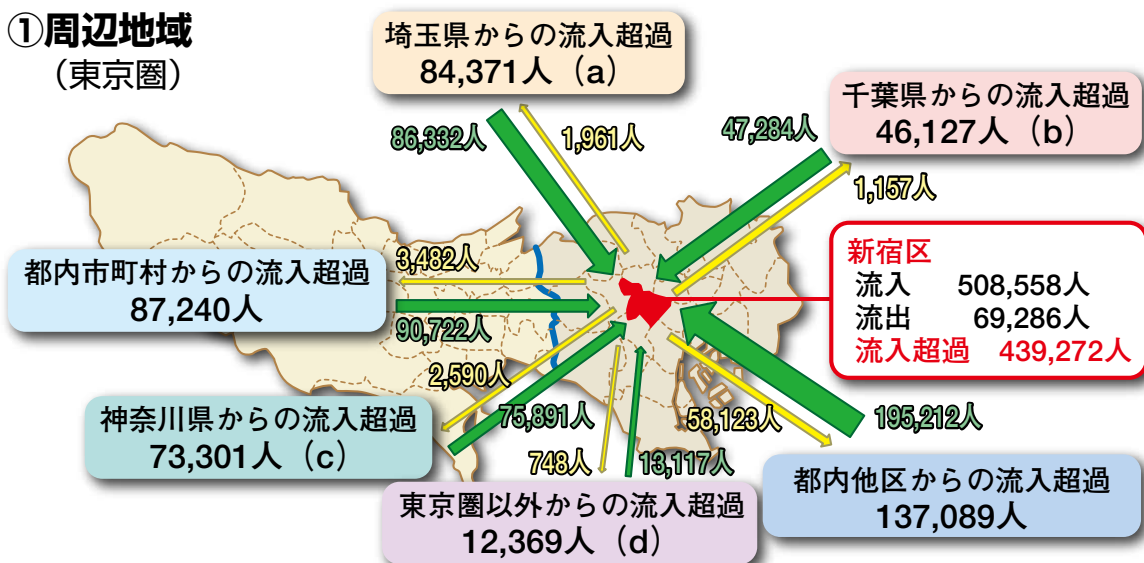 ①周辺地域
（東京圏）
埼玉県からの流入超過
84,371人（a）
千葉県からの流入超過
46,127人（b）
86,332人
1,961人
47,284人
1,157人
都内市町村からの流入超過
87,240人
3,482人
90,722人
新宿区
流入 508,558人
流出 69,286人
流入超過 439,272人
神奈川県からの流入超過
73,301人（c）
2,590人
75,891人
748人
13,117人
58,123人
195,212人
東京圏以外からの流入超過
12,369人（d）
都内他区からの流入超過
137,089人